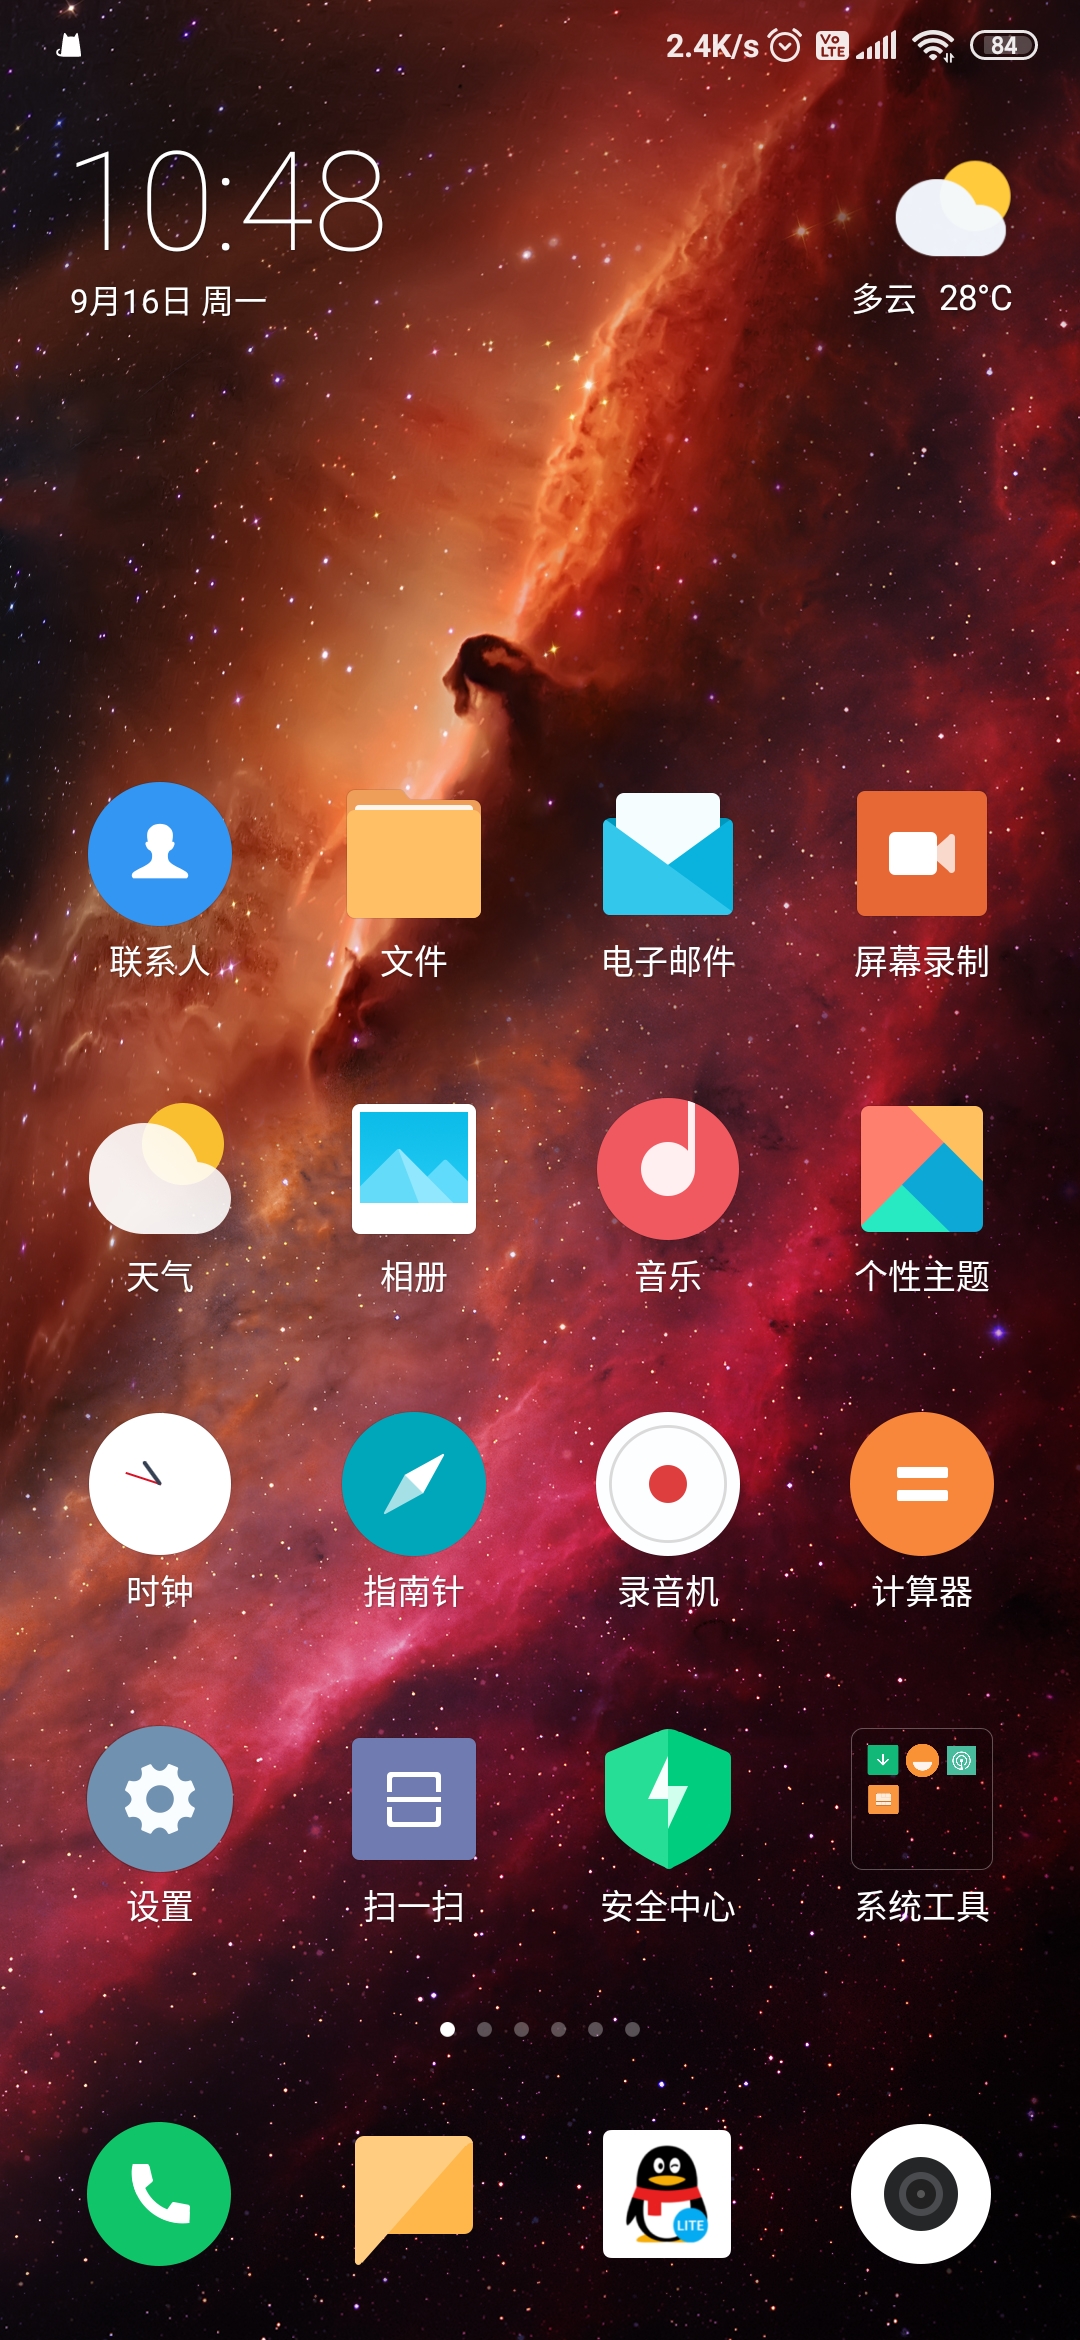 2.4K/s Vo LTE 84
10:48
9月16日 周一
多云 28°C
联系人 文件 电子邮件 屏幕录制
天气 相册 音乐 个性主题
时钟 指南针 录音机 计算器
设置 扫一扫 安全中心 系统工具
LITE